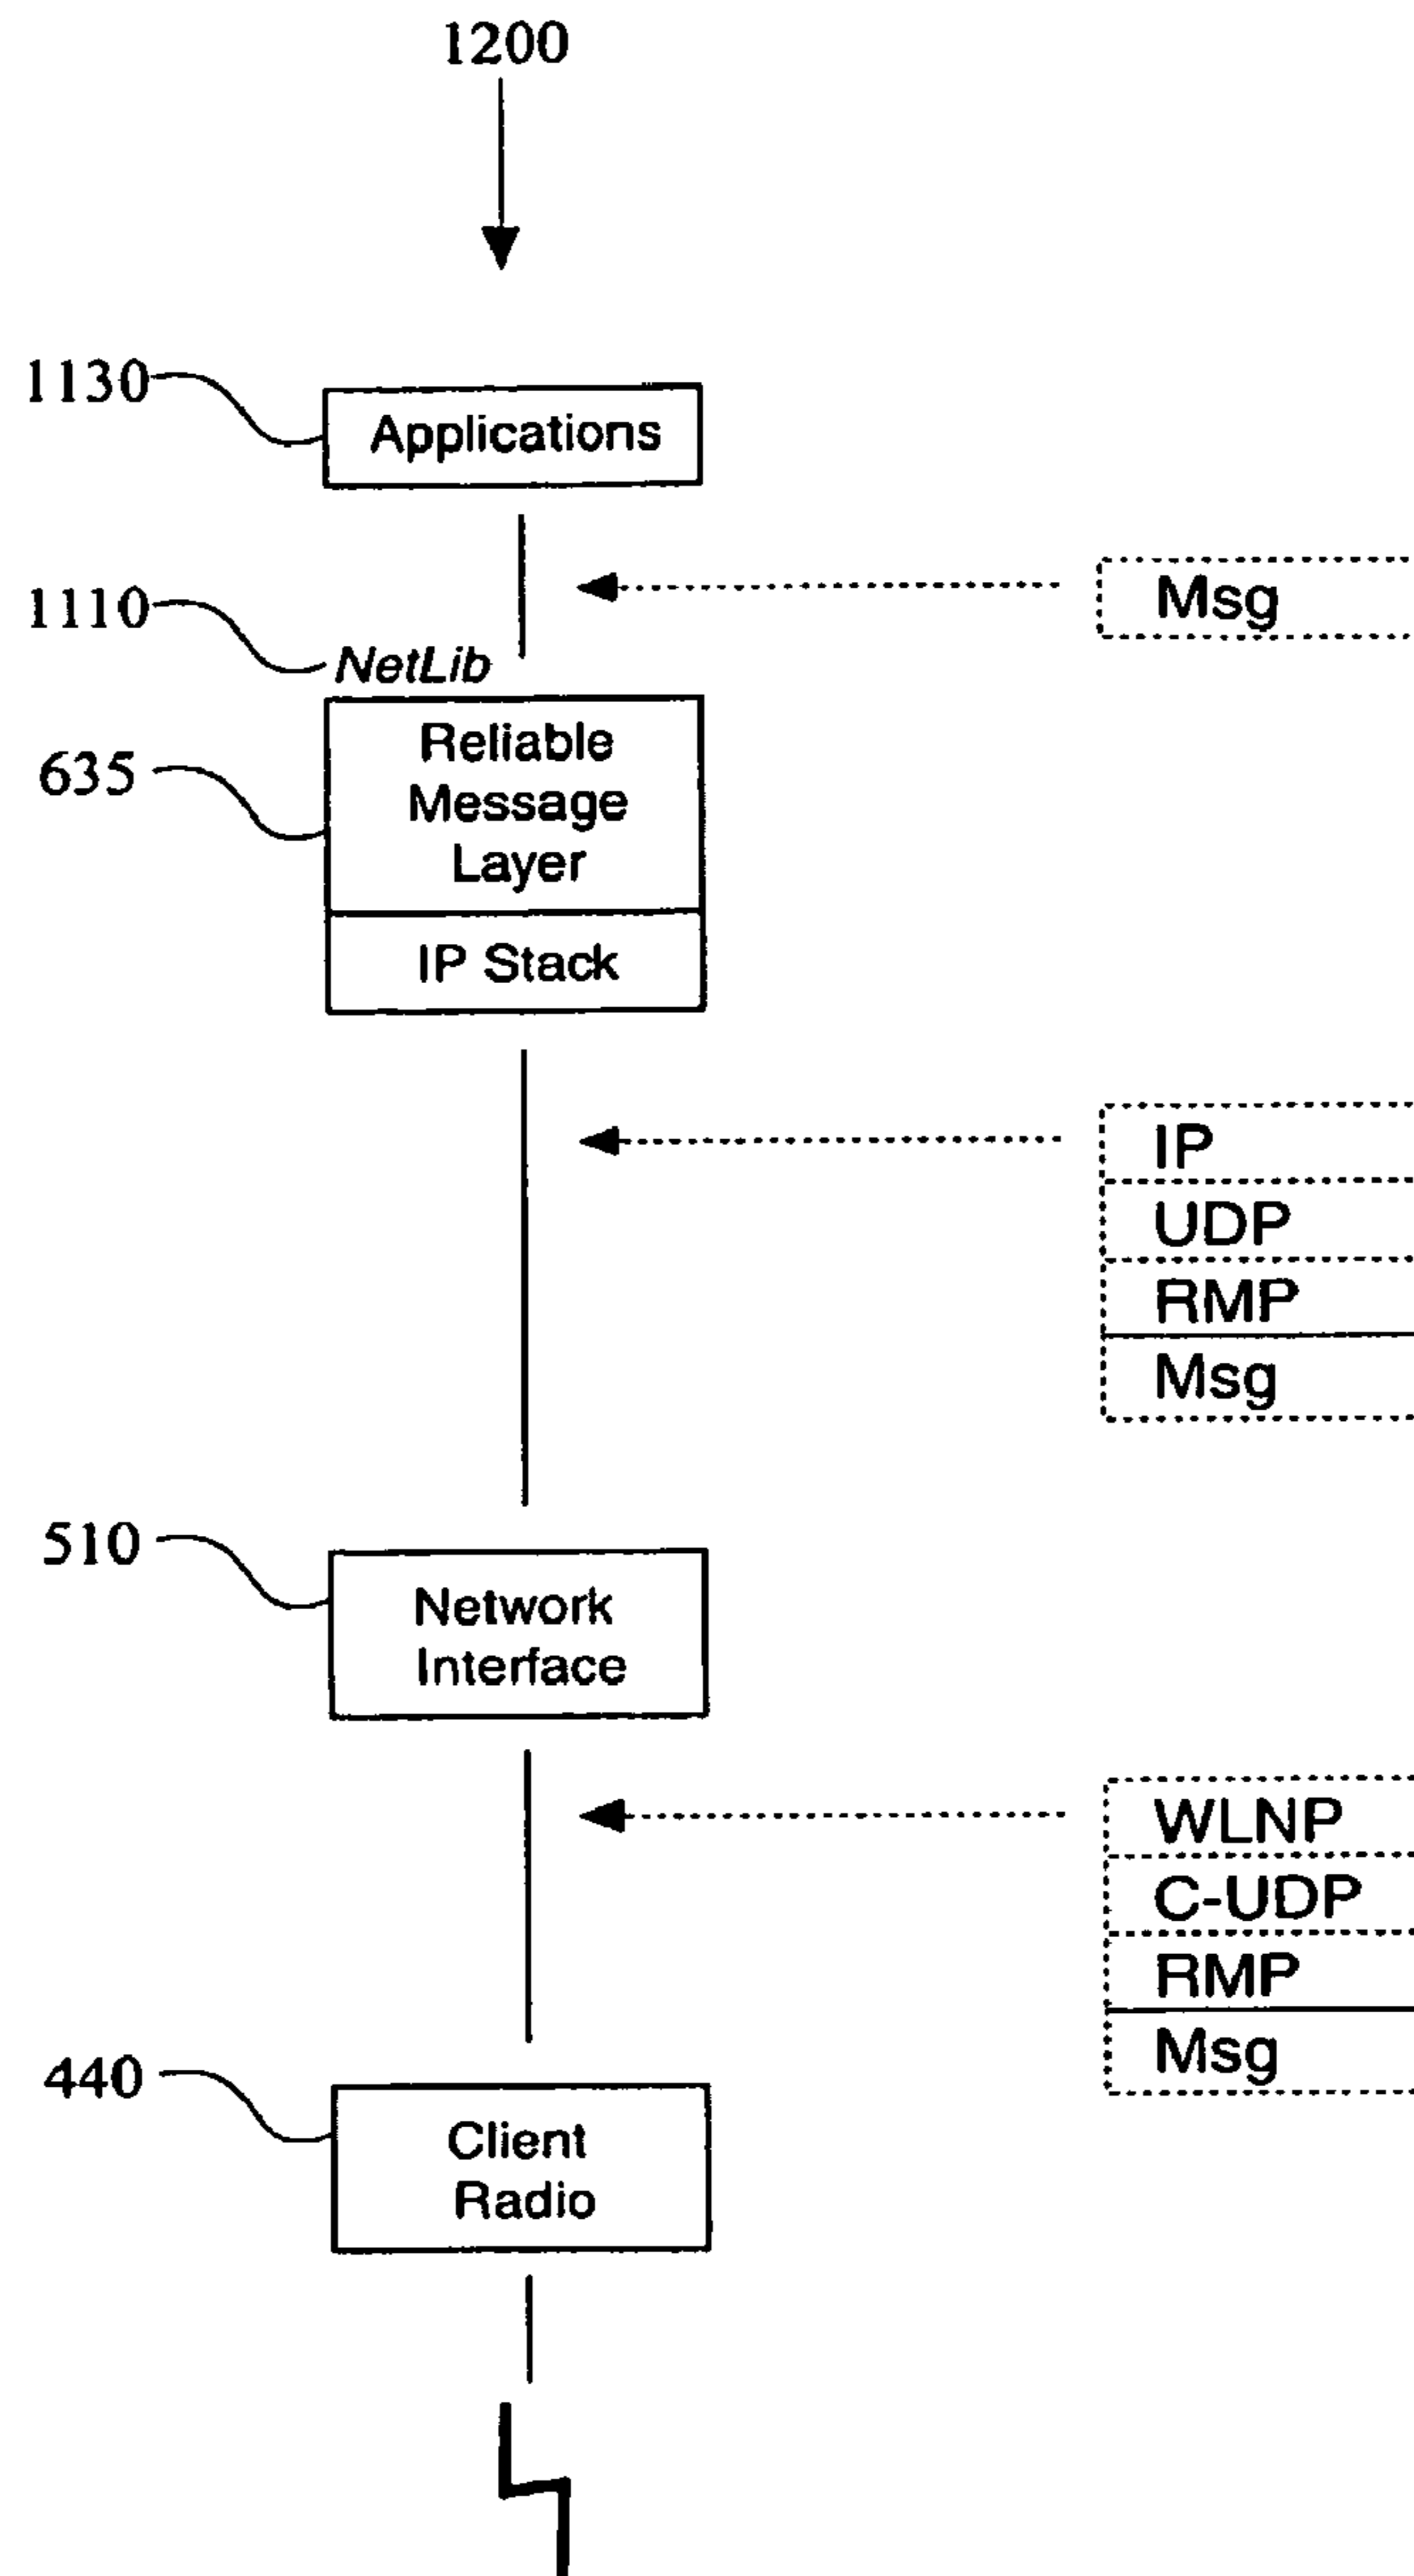 1200
1130
Applications
Msg
1110
NetLib
635
Reliable
Message
Layer
IP Stack
IP
UDP
RMP
Msg
510
Network
Interface
WLNP
C-UDP
RMP
Msg
440
Client
Radio